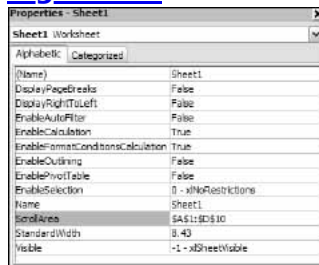 Properties - Sheet1
Sheet1 Worksheet
Alphabetic Categorized
(Name) Sheet1
DisplayPageBreaks False
DisplayRightToLeft False
EnableAutoFilter False
EnableCalculation True
EnableFormatConditionsCalculation True
EnableOutlining False
EnablePivotTable False
EnableSelection 0 - xlNoRestrictions
Name Sheet1
ScrollArea $A$1:$D$10
StandardWidth 8.43
Visible -1 - xlSheetVisible